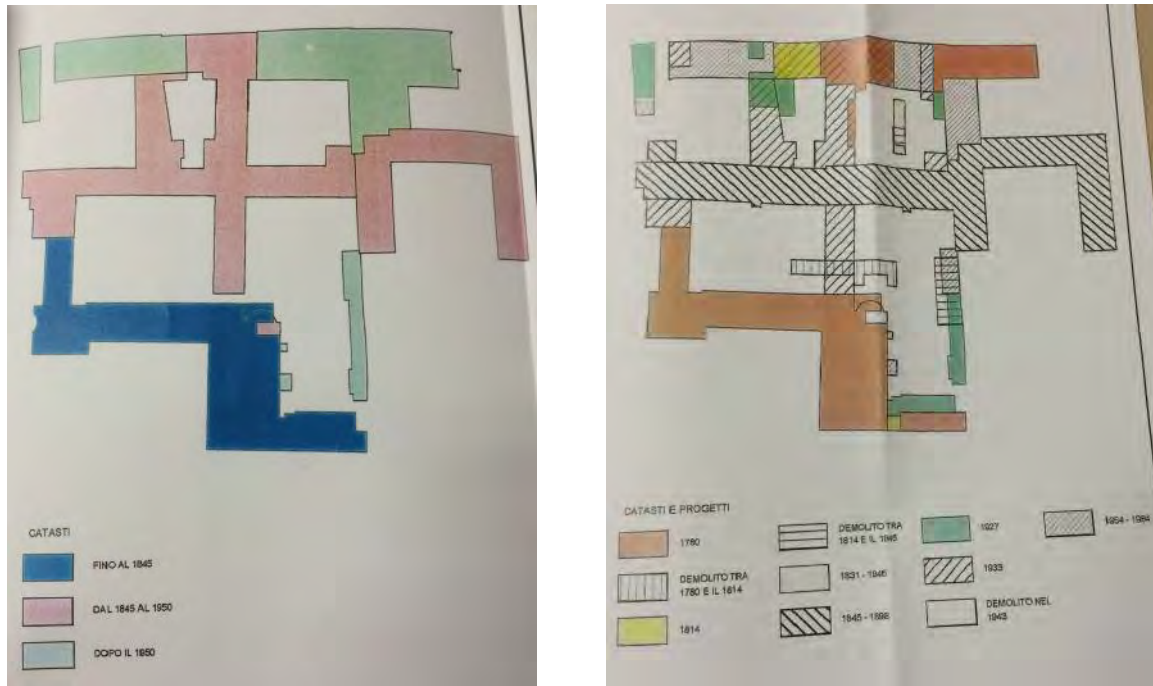 CATASTI
FINO AL 1845
DAL 1845 AL 1950
DOPO IL 1950
CATASTI E PROGETTI
1780
DEMOLITO TRA
1780 E IL 1814
1814
DEMOLITO TRA
1814 E IL 1945
1831 - 1845
1845 - 1898
1927
1933
DEMOLITO NEL
1943
1954 - 1984